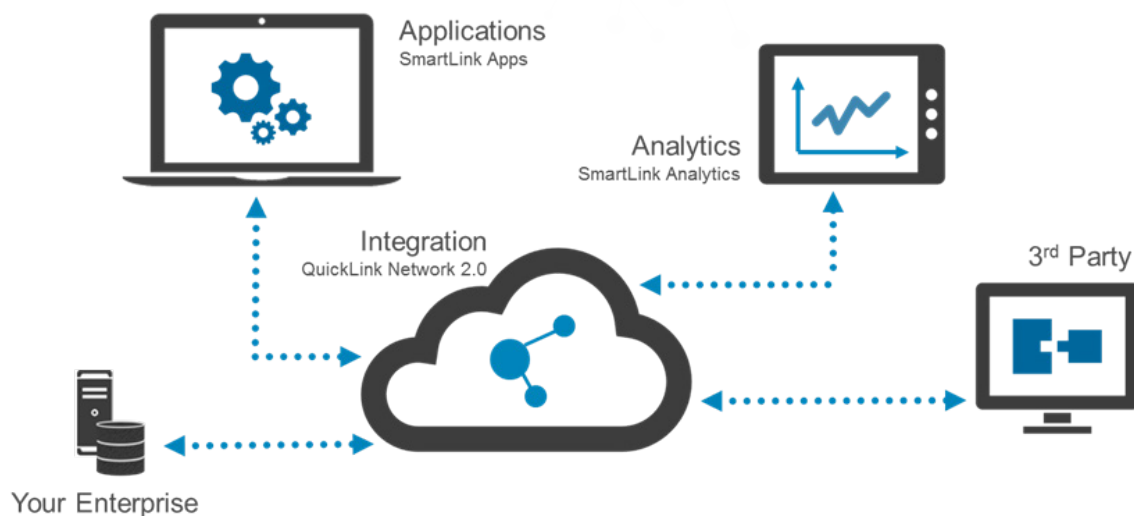 Applications
SmartLink Apps
Analytics
SmartLink Analytics
Integration
QuickLink Network 2.0
3rd Party
Your Enterprise